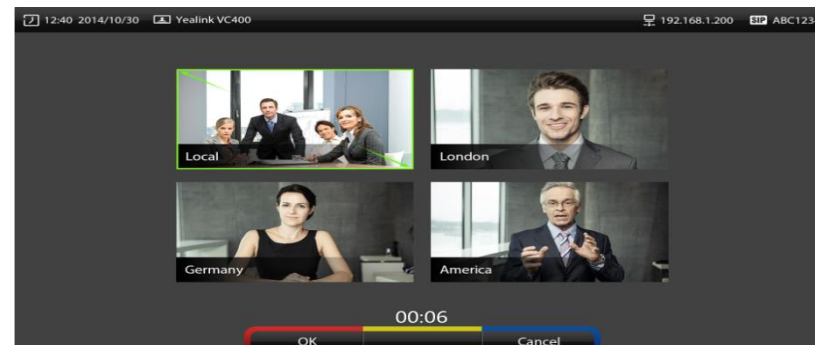 12:40 2014/10/30 Yealink VC400 192.168.1.200 SIP ABC123
Local London
Germany America
00:06
OK Cancel